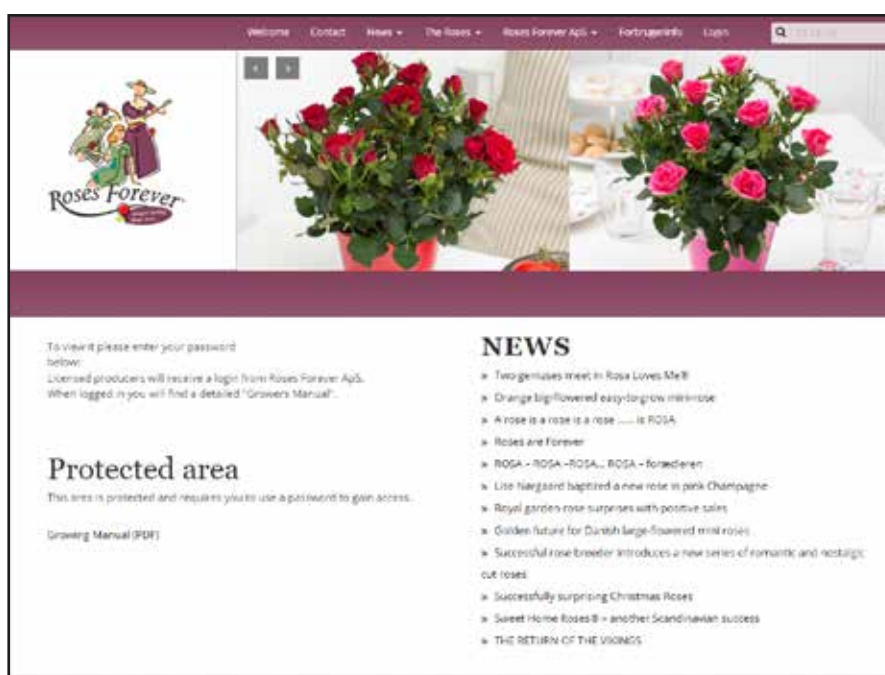 Welcome Contact News The Roses Roses Forever ApS Forbrugerinfo Login
Roses Forever
To view it please enter your password
below:
Licensed producers will receive a login from Roses Forever ApS.
When logged in you will find a detailed "Growers Manual".
Protected area
This area is protected and requires you to use a password to gain access.
Growing Manual (PDF)
NEWS
» Two geniuses meet in Rosa Loves Me®
» Orange big-flowered easy-to-grow mini-rose
» A rose is a rose is a rose ...... is ROSA
» Roses are Forever
» ROSA – ROSA –ROSA... ROSA – forædleren
» Lise Nørgaard baptized a new rose in pink Champagne
» Royal garden rose surprises with positive sales
» Golden future for Danish large-flowered mini roses
» Successful rose breeder introduces a new series of romantic and nostalgic
cut roses
» Successfully surprising Christmas Roses
» Sweet Home Roses® – another Scandinavian success
» THE RETURN OF THE VIKINGS